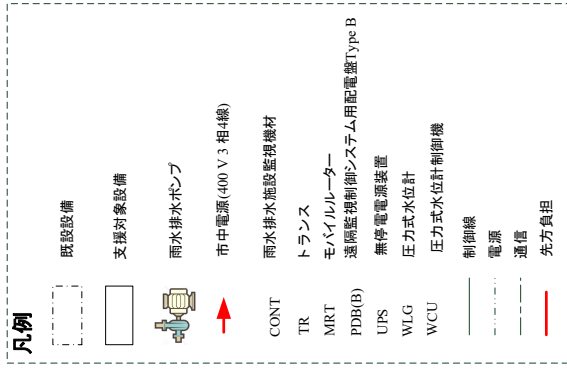 凡例
既設設備
支援対象設備
雨水排水ポンプ
市中電源(400 V 3 相4線)
CONT 雨水排水施設監視機材
TR トランス
MRT モバイルルーター
PDB(B) 遠隔監視制御システム用配電盤Type B
UPS 無停電電源装置
WLG 圧力式水位計
WCU 圧力式水位計制御機
制御線
電源
通信
先方負担